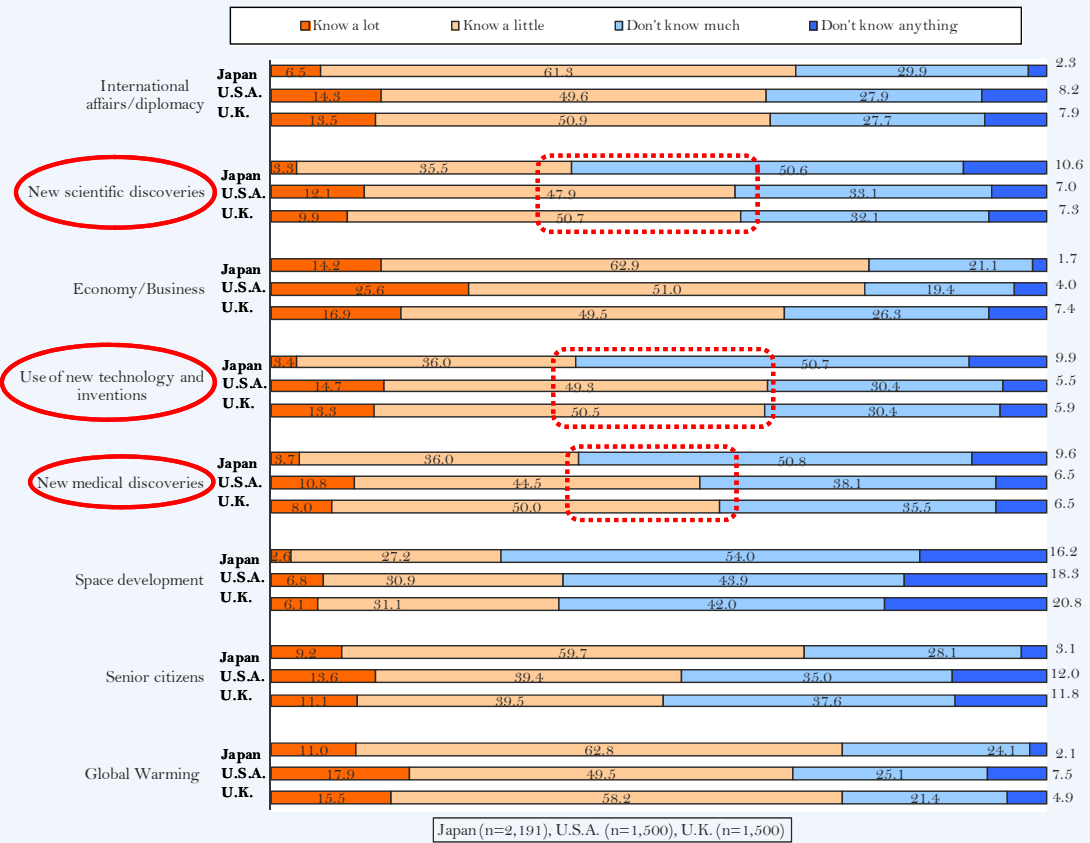 Know a lot Know a little Don't know much Don't know anything
International affairs/diplomacy
Japan 6.5 61.3 29.9 2.3
U.S.A. 14.3 49.6 27.9 8.2
U.K. 13.5 50.9 27.7 7.9
New scientific discoveries
Japan 3.3 35.5 50.6 10.6
U.S.A. 12.1 47.9 33.1 7.0
U.K. 9.9 50.7 32.1 7.3
Economy/Business
Japan 14.2 62.9 21.1 1.7
U.S.A. 25.6 51.0 19.4 4.0
U.K. 16.9 49.5 26.3 7.4
Use of new technology and
inventions
Japan 3.4 36.0 50.7 9.9
U.S.A. 14.7 49.3 30.4 5.5
U.K. 13.3 50.5 30.4 5.9
New medical discoveries
Japan 3.7 36.0 50.8 9.6
U.S.A. 10.8 44.5 38.1 6.5
U.K. 8.0 50.0 35.5 6.5
Space development
Japan 2.6 27.2 54.0 16.2
U.S.A. 6.8 30.9 43.9 18.3
U.K. 6.1 31.1 42.0 20.8
Senior citizens
Japan 9.2 59.7 28.1 3.1
U.S.A. 13.6 39.4 35.0 12.0
U.K. 11.1 39.5 37.6 11.8
Global Warming
Japan 11.0 62.8 24.1 2.1
U.S.A. 17.9 49.5 25.1 7.5
U.K. 15.5 58.2 21.4 4.9
Japan (n=2,191), U.S.A. (n=1,500), U.K. (n=1,500)